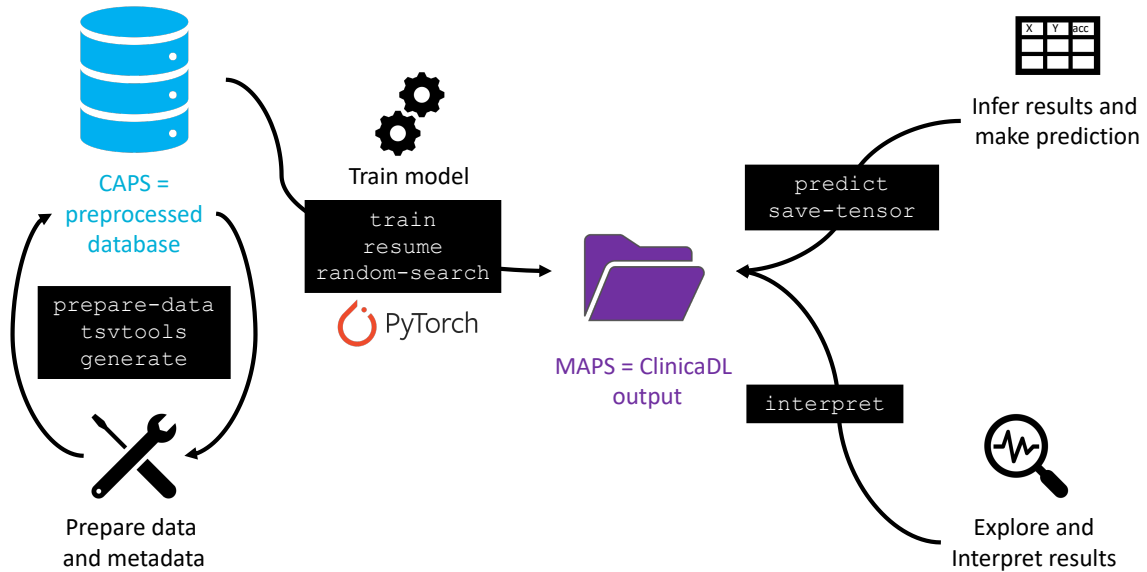 CAPS =
preprocessed
database
prepare-data
tsvtools
generate
Prepare data
and metadata
Train model
train
resume
random-search
PyTorch
MAPS = ClinicaDL
output
X Y acc
Infer results and
make prediction
predict
save-tensor
interpret
Explore and
Interpret results